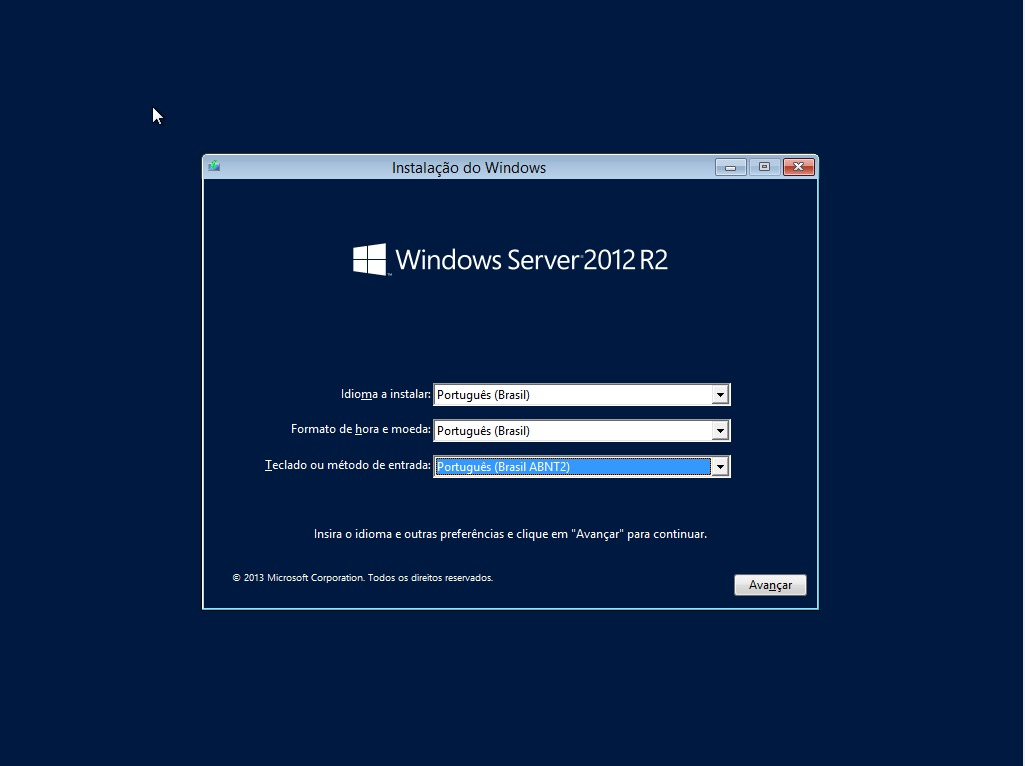 Instalação do Windows
Windows Server 2012 R2
Idioma a instalar: Português (Brasil)
Formato de hora e moeda: Português (Brasil)
Teclado ou método de entrada: Português (Brasil ABNT2)
Insira o idioma e outras preferências e clique em "Avançar" para continuar.
© 2013 Microsoft Corporation. Todos os direitos reservados.
Avançar